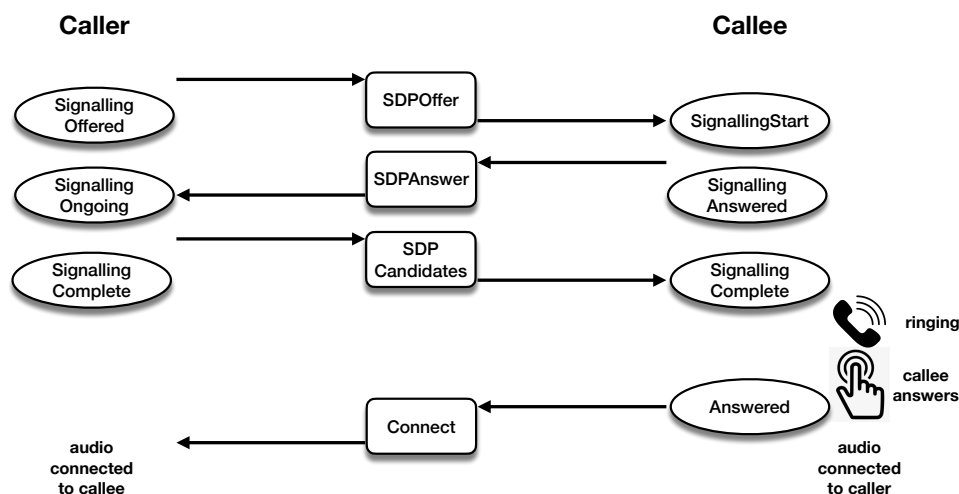 Caller
Callee
Signalling
Offered
SDPOffer
SignallingStart
Signalling
Ongoing
SDPAnswer
Signalling
Answered
Signalling
Complete
SDP
Candidates
Signalling
Complete
ringing
callee
answers
Connect
Answered
audio
connected
to callee
audio
connected
to caller